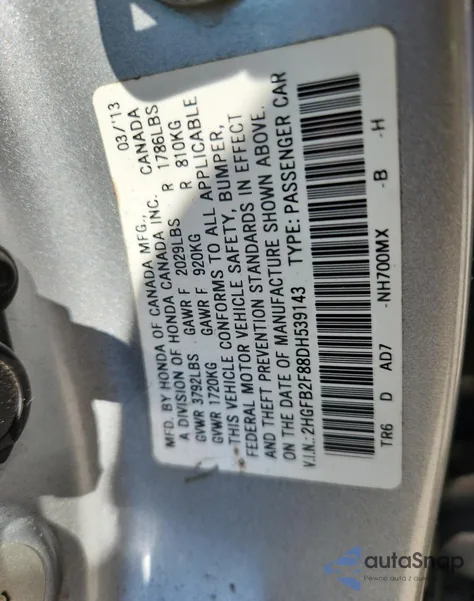 MFD. BY HONDA OF CANADA MFG., 03/'13
A DIVISION OF HONDA CANADA INC. CANADA
GVWR 3792LBS GAWR F 2029LBS R 1786LBS
GVWR 1720KG GAWR F 920KG R 810KG
THIS VEHICLE CONFORMS TO ALL APPLICABLE
FEDERAL MOTOR VEHICLE SAFETY, BUMPER,
AND THEFT PREVENTION STANDARDS IN EFFECT
ON THE DATE OF MANUFACTURE SHOWN ABOVE.
V.I.N.: 2HGFB2F88DH539143 TYPE: PASSENGER CAR
TR6 D AD7 -NH700MX -B -H
autaSnap
Pewne auta z